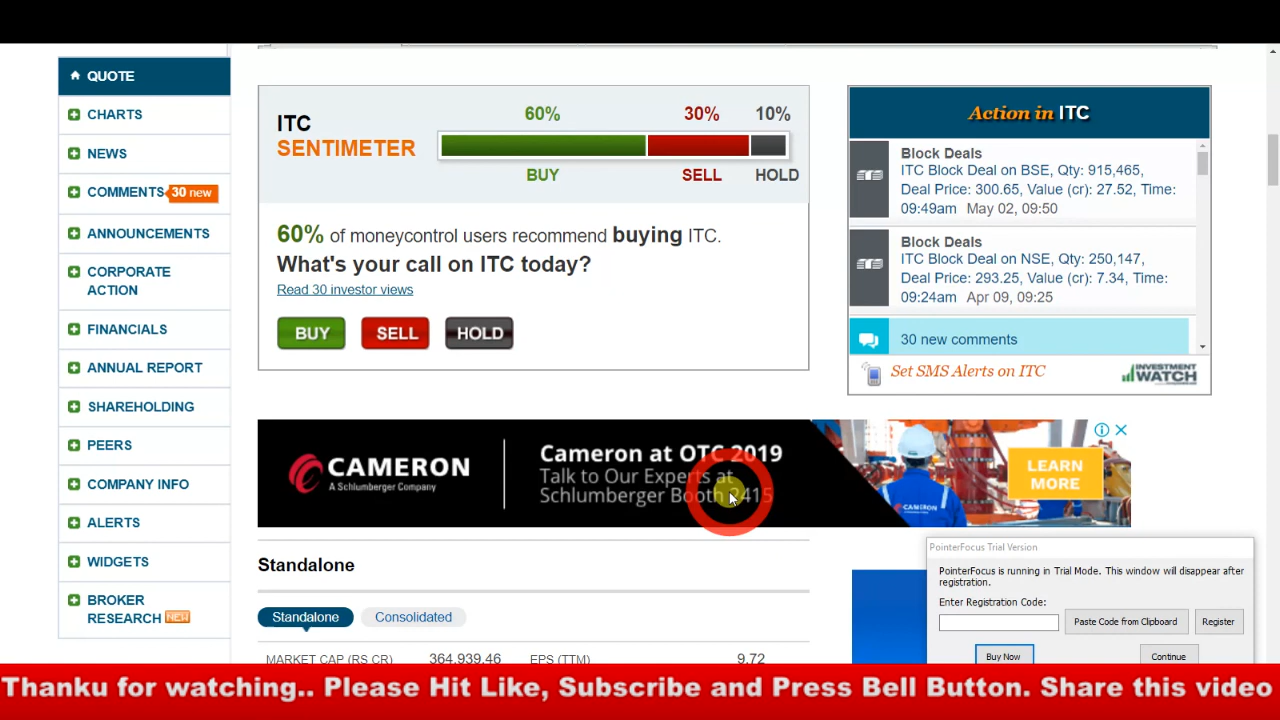 QUOTE
CHARTS
NEWS
COMMENTS 30 new
ANNOUNCEMENTS
CORPORATE
ACTION
FINANCIALS
ANNUAL REPORT
SHAREHOLDING
PEERS
COMPANY INFO
ALERTS
WIDGETS
BROKER
RESEARCH NEW
ITC
SENTIMETER
60% 30% 10%
BUY SELL HOLD
60% of moneycontrol users recommend buying ITC.
What's your call on ITC today?
Read 30 investor views
BUY SELL HOLD
Action in ITC
Block Deals
ITC Block Deal on BSE, Qty: 915,465,
Deal Price: 300.65, Value (cr): 27.52, Time:
09:49am May 02, 09:50
Block Deals
ITC Block Deal on NSE, Qty: 250,147,
Deal Price: 293.25, Value (cr): 7.34, Time:
09:24am Apr 09, 09:25
30 new comments
Set SMS Alerts on ITC
INVESTMENT
WATCH
CAMERON
A Schlumberger Company
Cameron at OTC 2019
Talk to Our Experts at
Schlumberger Booth 2415
CAMERON
LEARN
MORE
Standalone
Standalone Consolidated
MARKET CAP (RS CR) 364,939.46 EPS (TTM) 9.72
PointerFocus Trial Version
PointerFocus is running in Trial Mode. This window will disappear after
registration.
Enter Registration Code:
Paste Code from Clipboard Register
Buy Now Continue
Thanku for watching.. Please Hit Like, Subscribe and Press Bell Button. Share this video